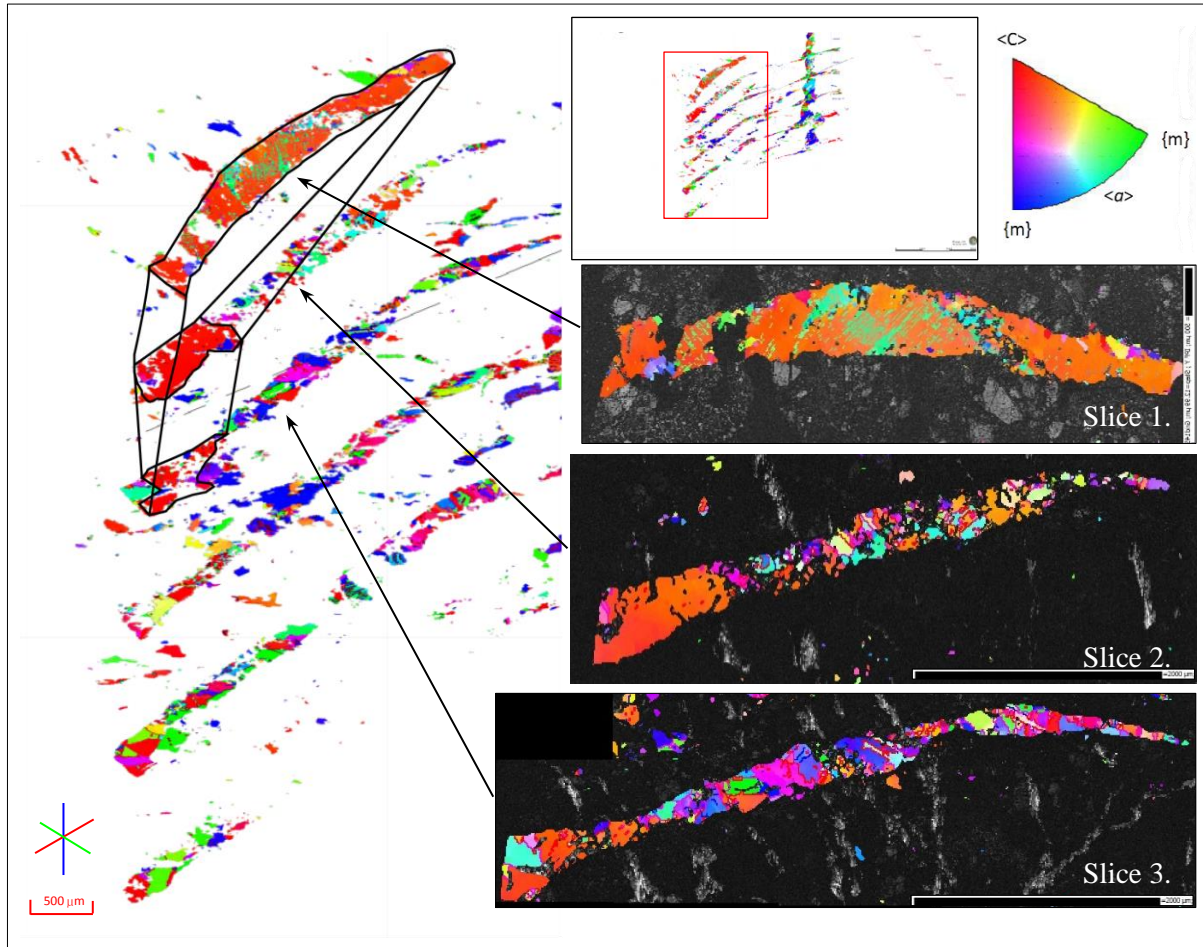 <C>
{m}
<a>
{m}
Slice 1.
Slice 2.
=2000 µm
Slice 3.
=2000 µm
500 µm